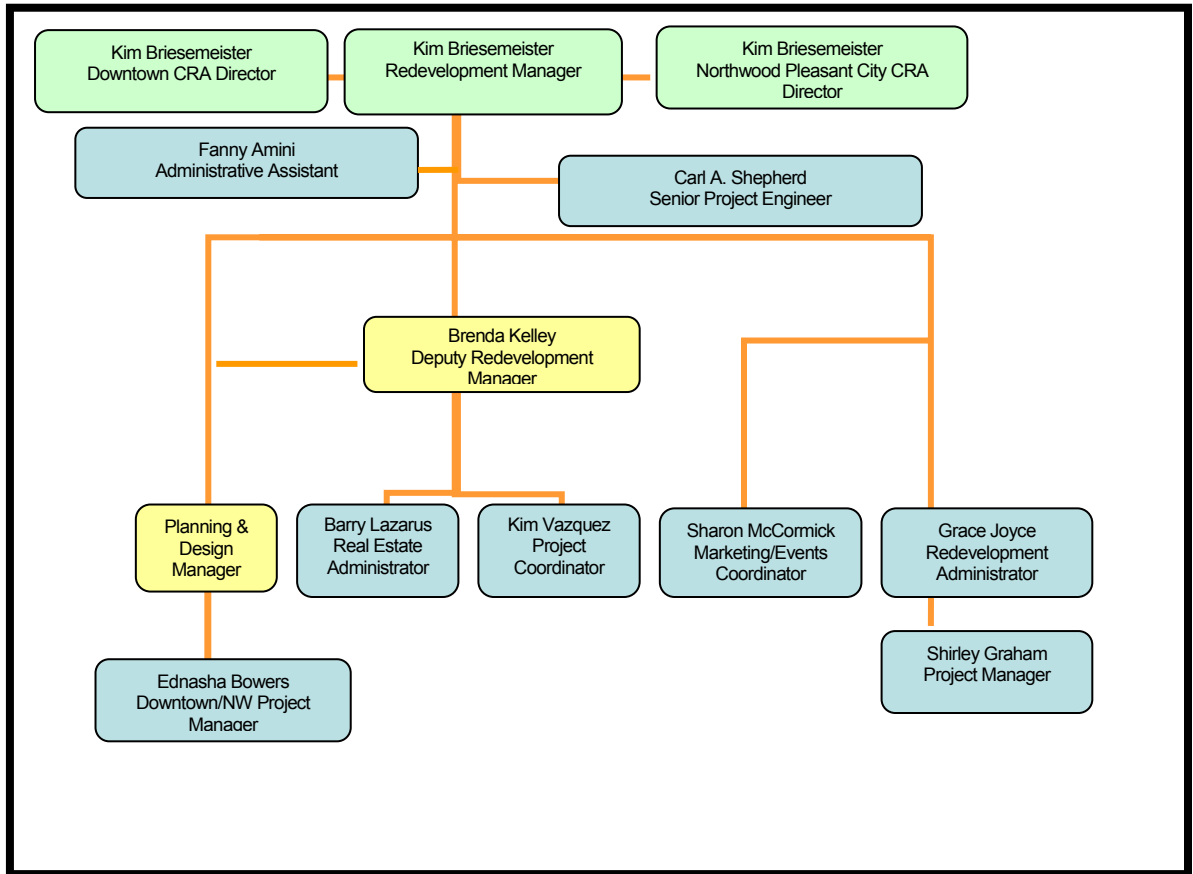 Kim Briesemeister
Downtown CRA Director
Kim Briesemeister
Redevelopment Manager
Kim Briesemeister
Northwood Pleasant City CRA
Director
Fanny Amini
Administrative Assistant
Carl A. Shepherd
Senior Project Engineer
Brenda Kelley
Deputy Redevelopment
Manager
Planning &
Design
Manager
Barry Lazarus
Real Estate
Administrator
Kim Vazquez
Project
Coordinator
Sharon McCormick
Marketing/Events
Coordinator
Grace Joyce
Redevelopment
Administrator
Ednasha Bowers
Downtown/NW Project
Manager
Shirley Graham
Project Manager